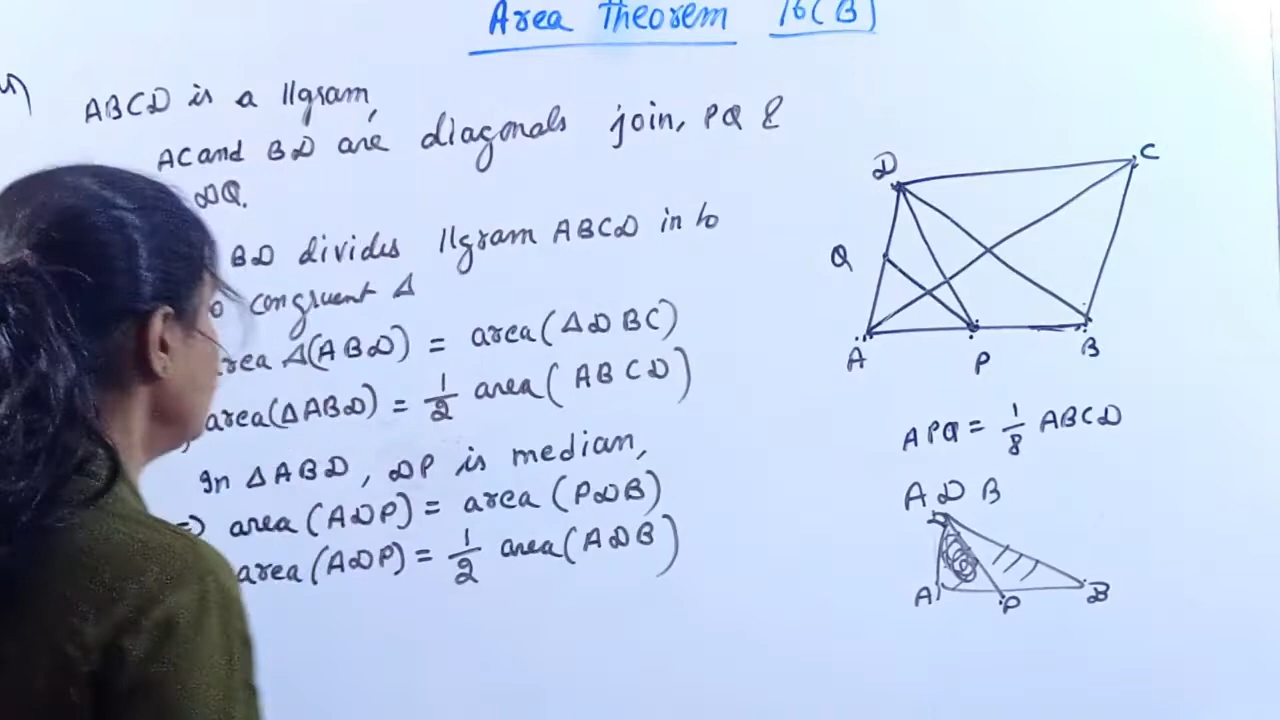 Area Theorem 16(B)
ABCD is a llgram,
AC and BD are diagonals join, PQ &
DQ.
BD divides llgram ABCD in to
congruent Δ
area Δ(ABD) = area(ΔDBC)
area(ΔABD) = 1/2 area(ABCD)
In ΔABD, DP is median,
=> area (ADP) = area (PDB)
area(ADP) = 1/2 area(ADB)
D
C
Q
A
P
B
APQ = 1/8 ABCD
A D B
A
P
B